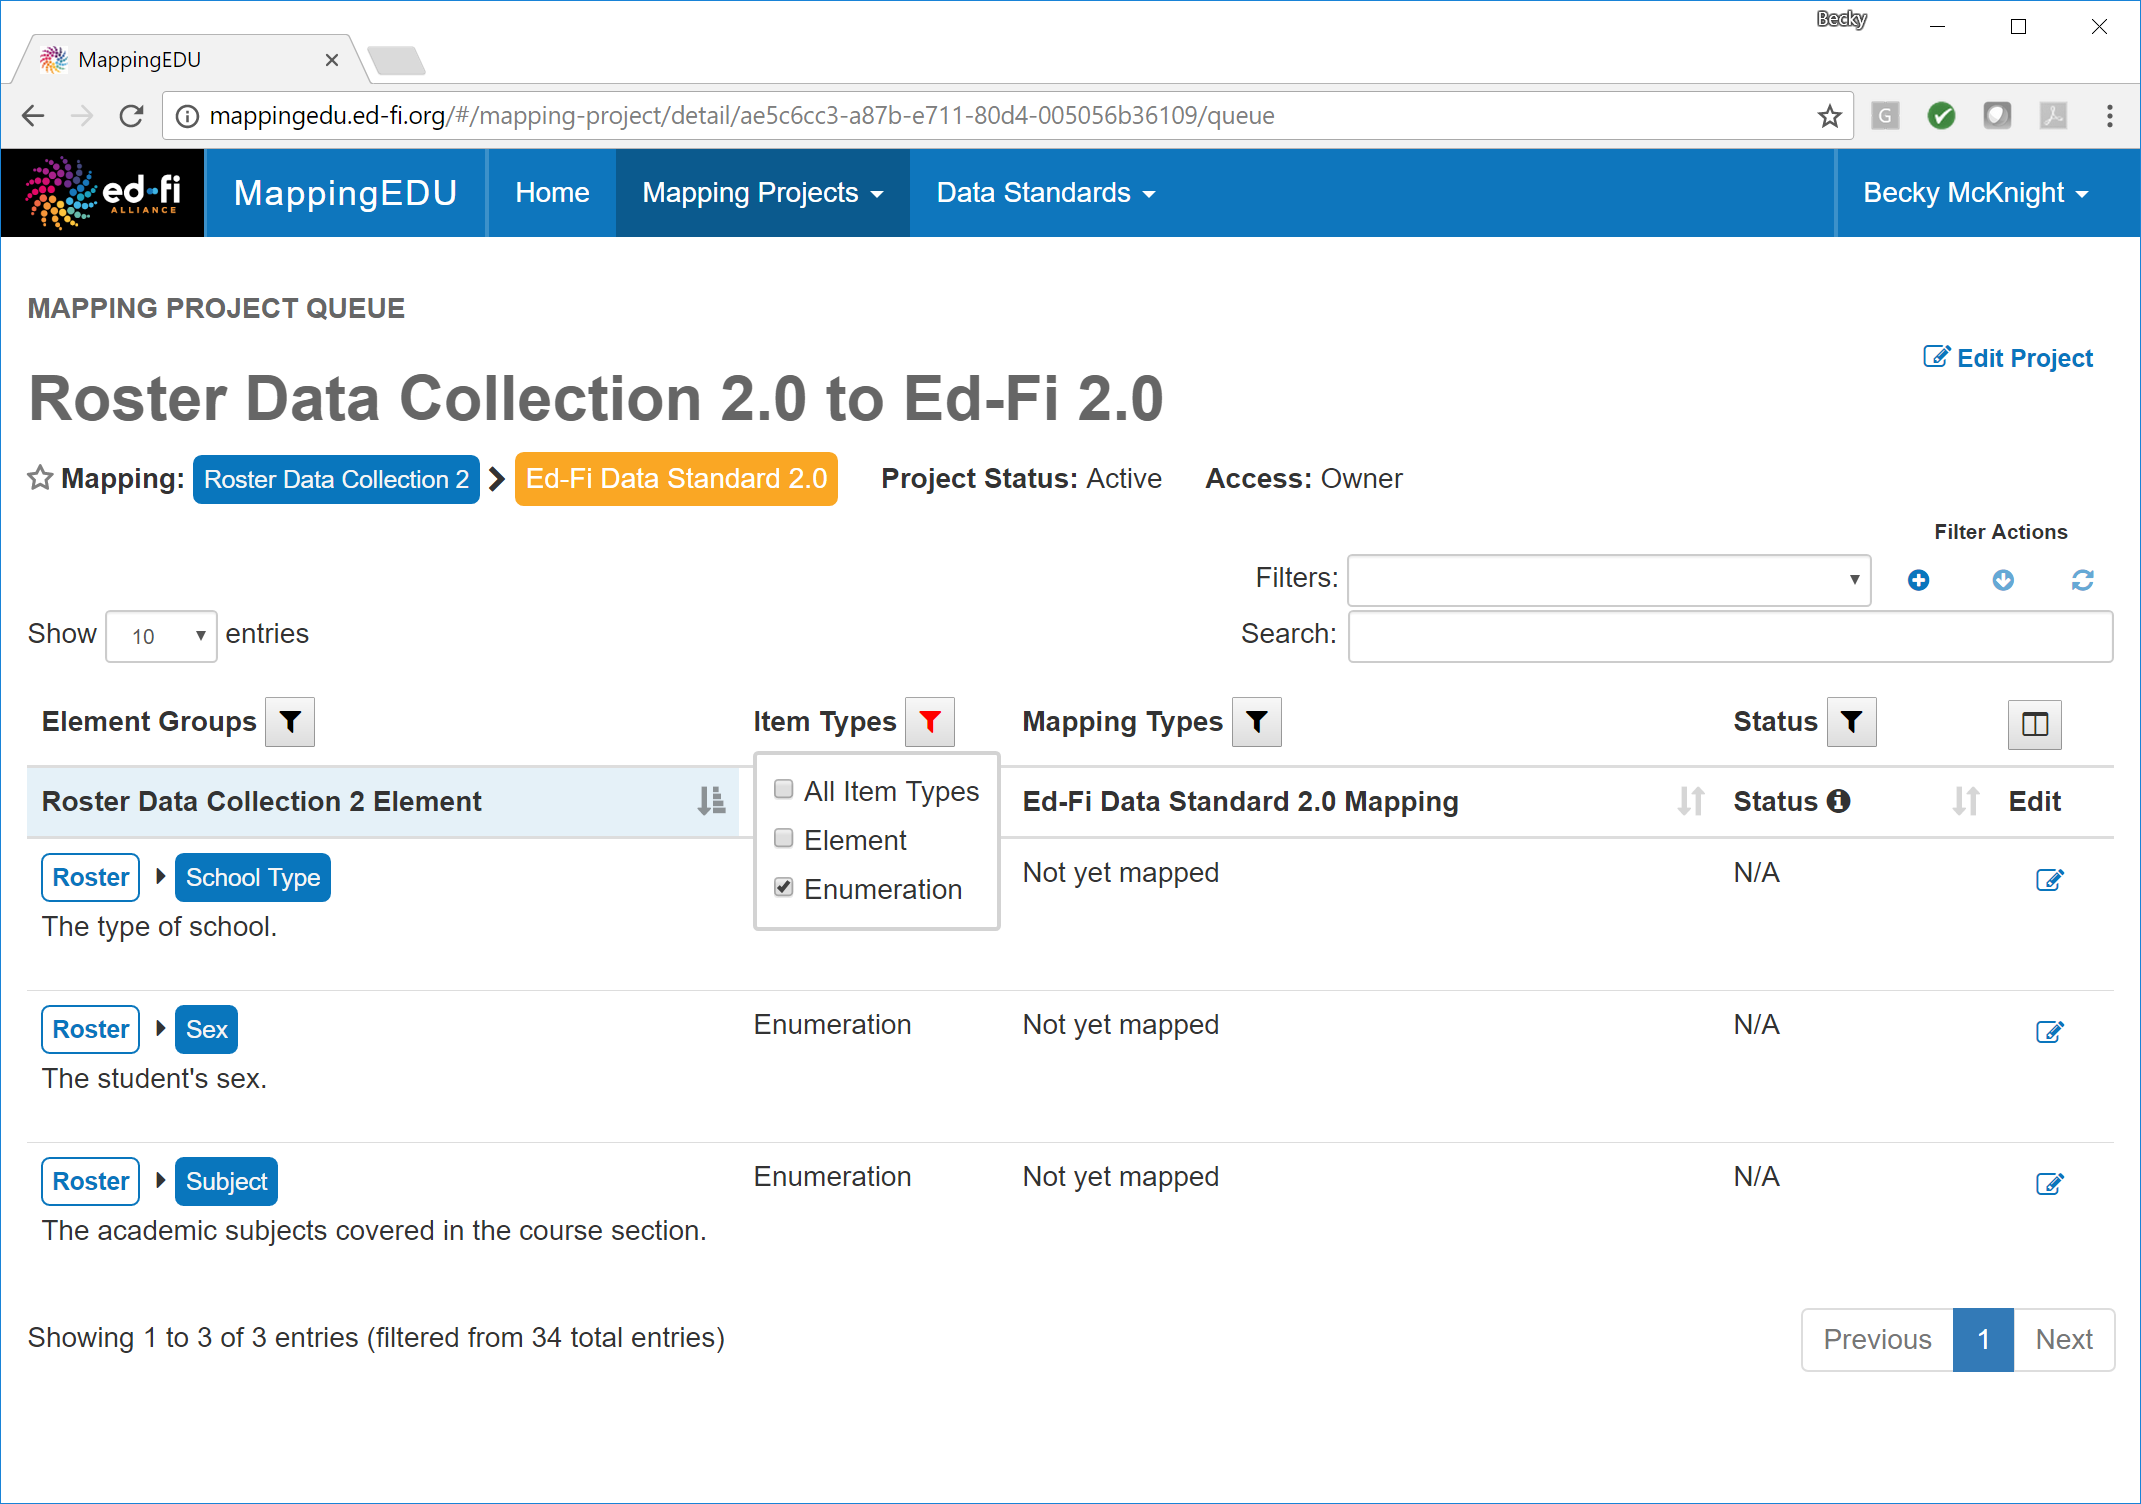 Becky
MappingEDU
mappingedu.ed-fi.org/#/mapping-project/detail/ae5c6cc3-a87b-e711-80d4-005056b36109/queue
G
ed-fi
ALLIANCE
MappingEDU Home Mapping Projects Data Standards Becky McKnight
MAPPING PROJECT QUEUE
Edit Project
Roster Data Collection 2.0 to Ed-Fi 2.0
Mapping: Roster Data Collection 2 Ed-Fi Data Standard 2.0 Project Status: Active Access: Owner
Filter Actions
Filters:
Show 10 entries Search:
Element Groups Item Types Mapping Types Status
Roster Data Collection 2 Element Ed-Fi Data Standard 2.0 Mapping Status Edit
All Item Types
Element
Enumeration
Roster School Type Not yet mapped N/A
The type of school.
Roster Sex Enumeration Not yet mapped N/A
The student's sex.
Roster Subject Enumeration Not yet mapped N/A
The academic subjects covered in the course section.
Showing 1 to 3 of 3 entries (filtered from 34 total entries) Previous 1 Next